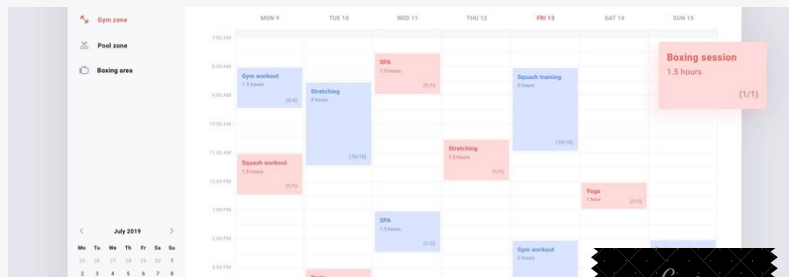 Gym zone
Pool zone
Boxing area
MON 9
TUE 10
WED 11
THU 12
FRI 13
SAT 14
SUN 15
7:00 AM
8:00 AM
9:00 AM
10:00 AM
11:00 AM
12:00 PM
1:00 PM
2:00 PM
3:00 PM
Gym workout
1.5 hours
Stretching
3 hours
(10/10)
SPA
1.5 hours
(1/1)
Squash training
3 hours
(10/10)
Boxing session
1.5 hours
(1/1)
Squash workout
1.5 hours
(1/1)
Stretching
1.5 hours
(1/1)
Yoga
1 hour
(1/1)
SPA
1.5 hours
Gym workout
3 hours
July 2019
Mo Tu We Th Fr Sa Su
25 26 27 28 29 30 1
2 3 4 5 6 7 8